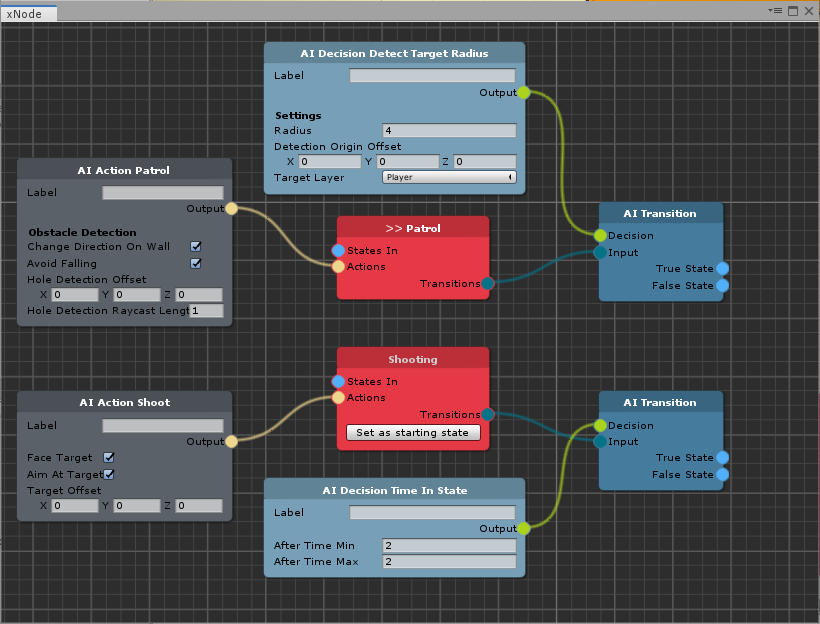 xNode
AI Decision Detect Target Radius
Label
Output
Settings
Radius 4
Detection Origin Offset
X 0 Y 0 Z 0
Target Layer Player
AI Action Patrol
Label
Output
Obstacle Detection
Change Direction On Wall
Avoid Falling
Hole Detection Offset
X 0 Y 0 Z 0
Hole Detection Raycast Lengt 1
>> Patrol
States In
Actions
Transitions
AI Transition
Decision
Input
True State
False State
Shooting
States In
Actions
Transitions
Set as starting state
AI Action Shoot
Label
Output
Face Target
Aim At Target
Target Offset
X 0 Y 0 Z 0
AI Transition
Decision
Input
True State
False State
AI Decision Time In State
Label
Output
After Time Min 2
After Time Max 2